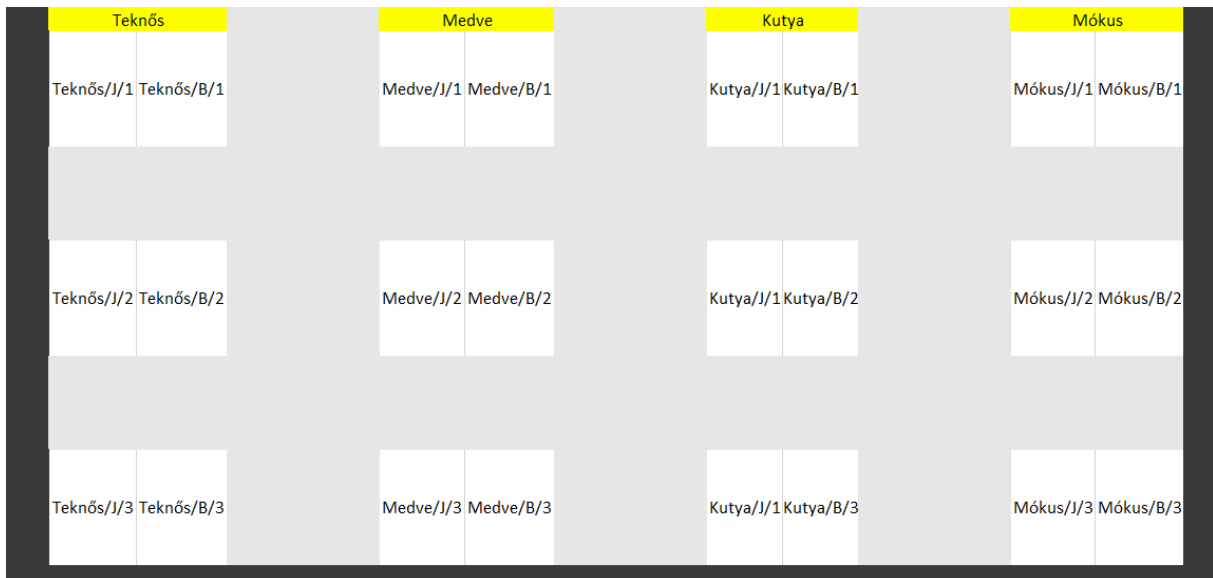 Teknős Medve Kutya Mókus
Teknős/J/1 Teknős/B/1 Medve/J/1 Medve/B/1 Kutya/J/1 Kutya/B/1 Mókus/J/1 Mókus/B/1
Teknős/J/2 Teknős/B/2 Medve/J/2 Medve/B/2 Kutya/J/1 Kutya/B/2 Mókus/J/2 Mókus/B/2
Teknős/J/3 Teknős/B/3 Medve/J/3 Medve/B/3 Kutya/J/1 Kutya/B/3 Mókus/J/3 Mókus/B/3